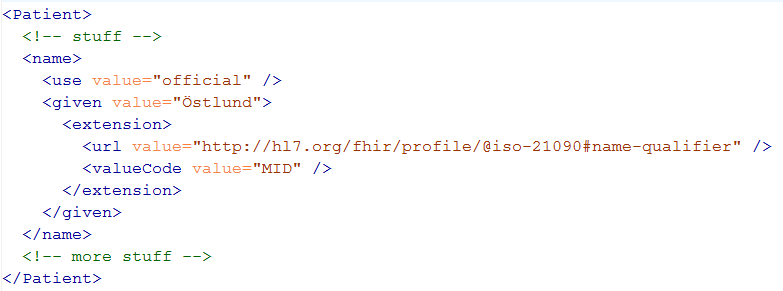 <Patient>
  <!-- stuff -->
  <name>
    <use value="official" />
    <given value="Östlund">
      <extension>
        <url value="http://hl7.org/fhir/profile/@iso-21090#name-qualifier" />
        <valueCode value="MID" />
      </extension>
    </given>
  </name>
  <!-- more stuff -->
</Patient>